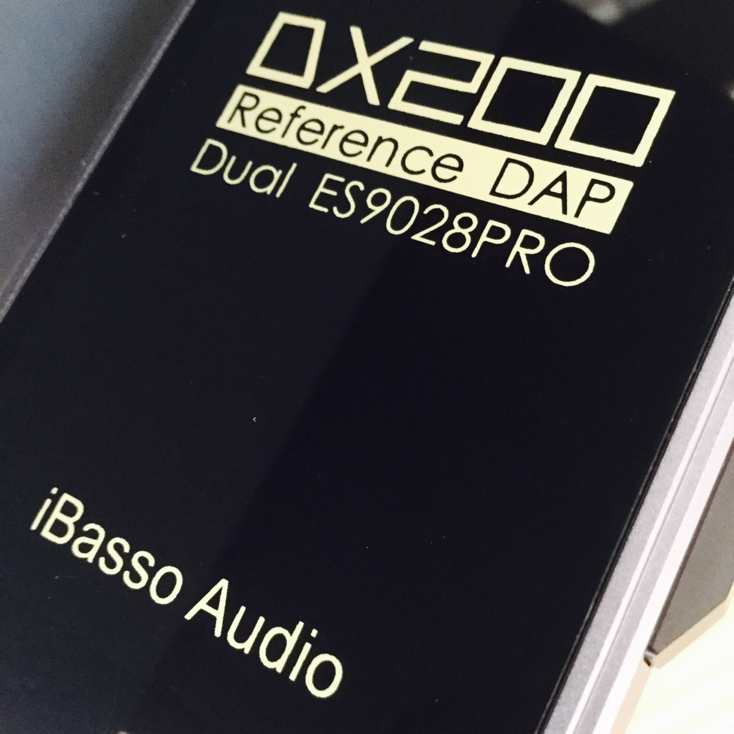 DX200
Reference DAP
Dual ES9028PRO
iBasso Audio